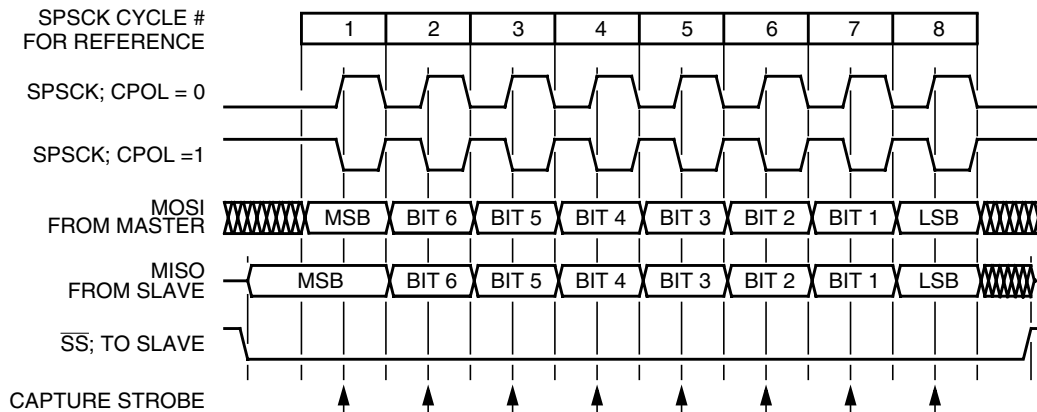 SPSCK CYCLE #
FOR REFERENCE
1 2 3 4 5 6 7 8
SPSCK; CPOL = 0
SPSCK; CPOL =1
MOSI
FROM MASTER
MSB BIT 6 BIT 5 BIT 4 BIT 3 BIT 2 BIT 1 LSB
MISO
FROM SLAVE
MSB BIT 6 BIT 5 BIT 4 BIT 3 BIT 2 BIT 1 LSB
S̅S̅; TO SLAVE
CAPTURE STROBE